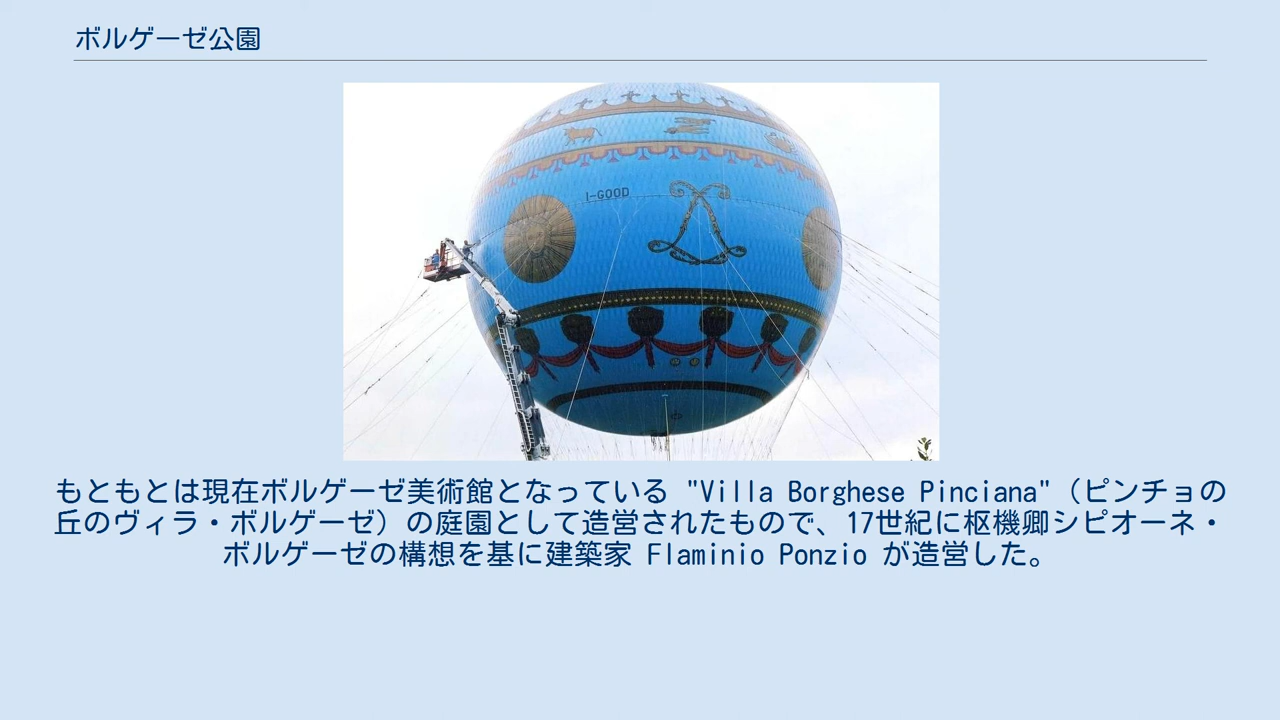 ボルゲーゼ公園
I-GOOD
もともとは現在ボルゲーゼ美術館となっている "Villa Borghese Pinciana"（ピンチョの
丘のヴィラ・ボルゲーゼ）の庭園として造営されたもので、17世紀に枢機卿シピオーネ・
ボルゲーゼの構想を基に建築家 Flaminio Ponzio が造営した。